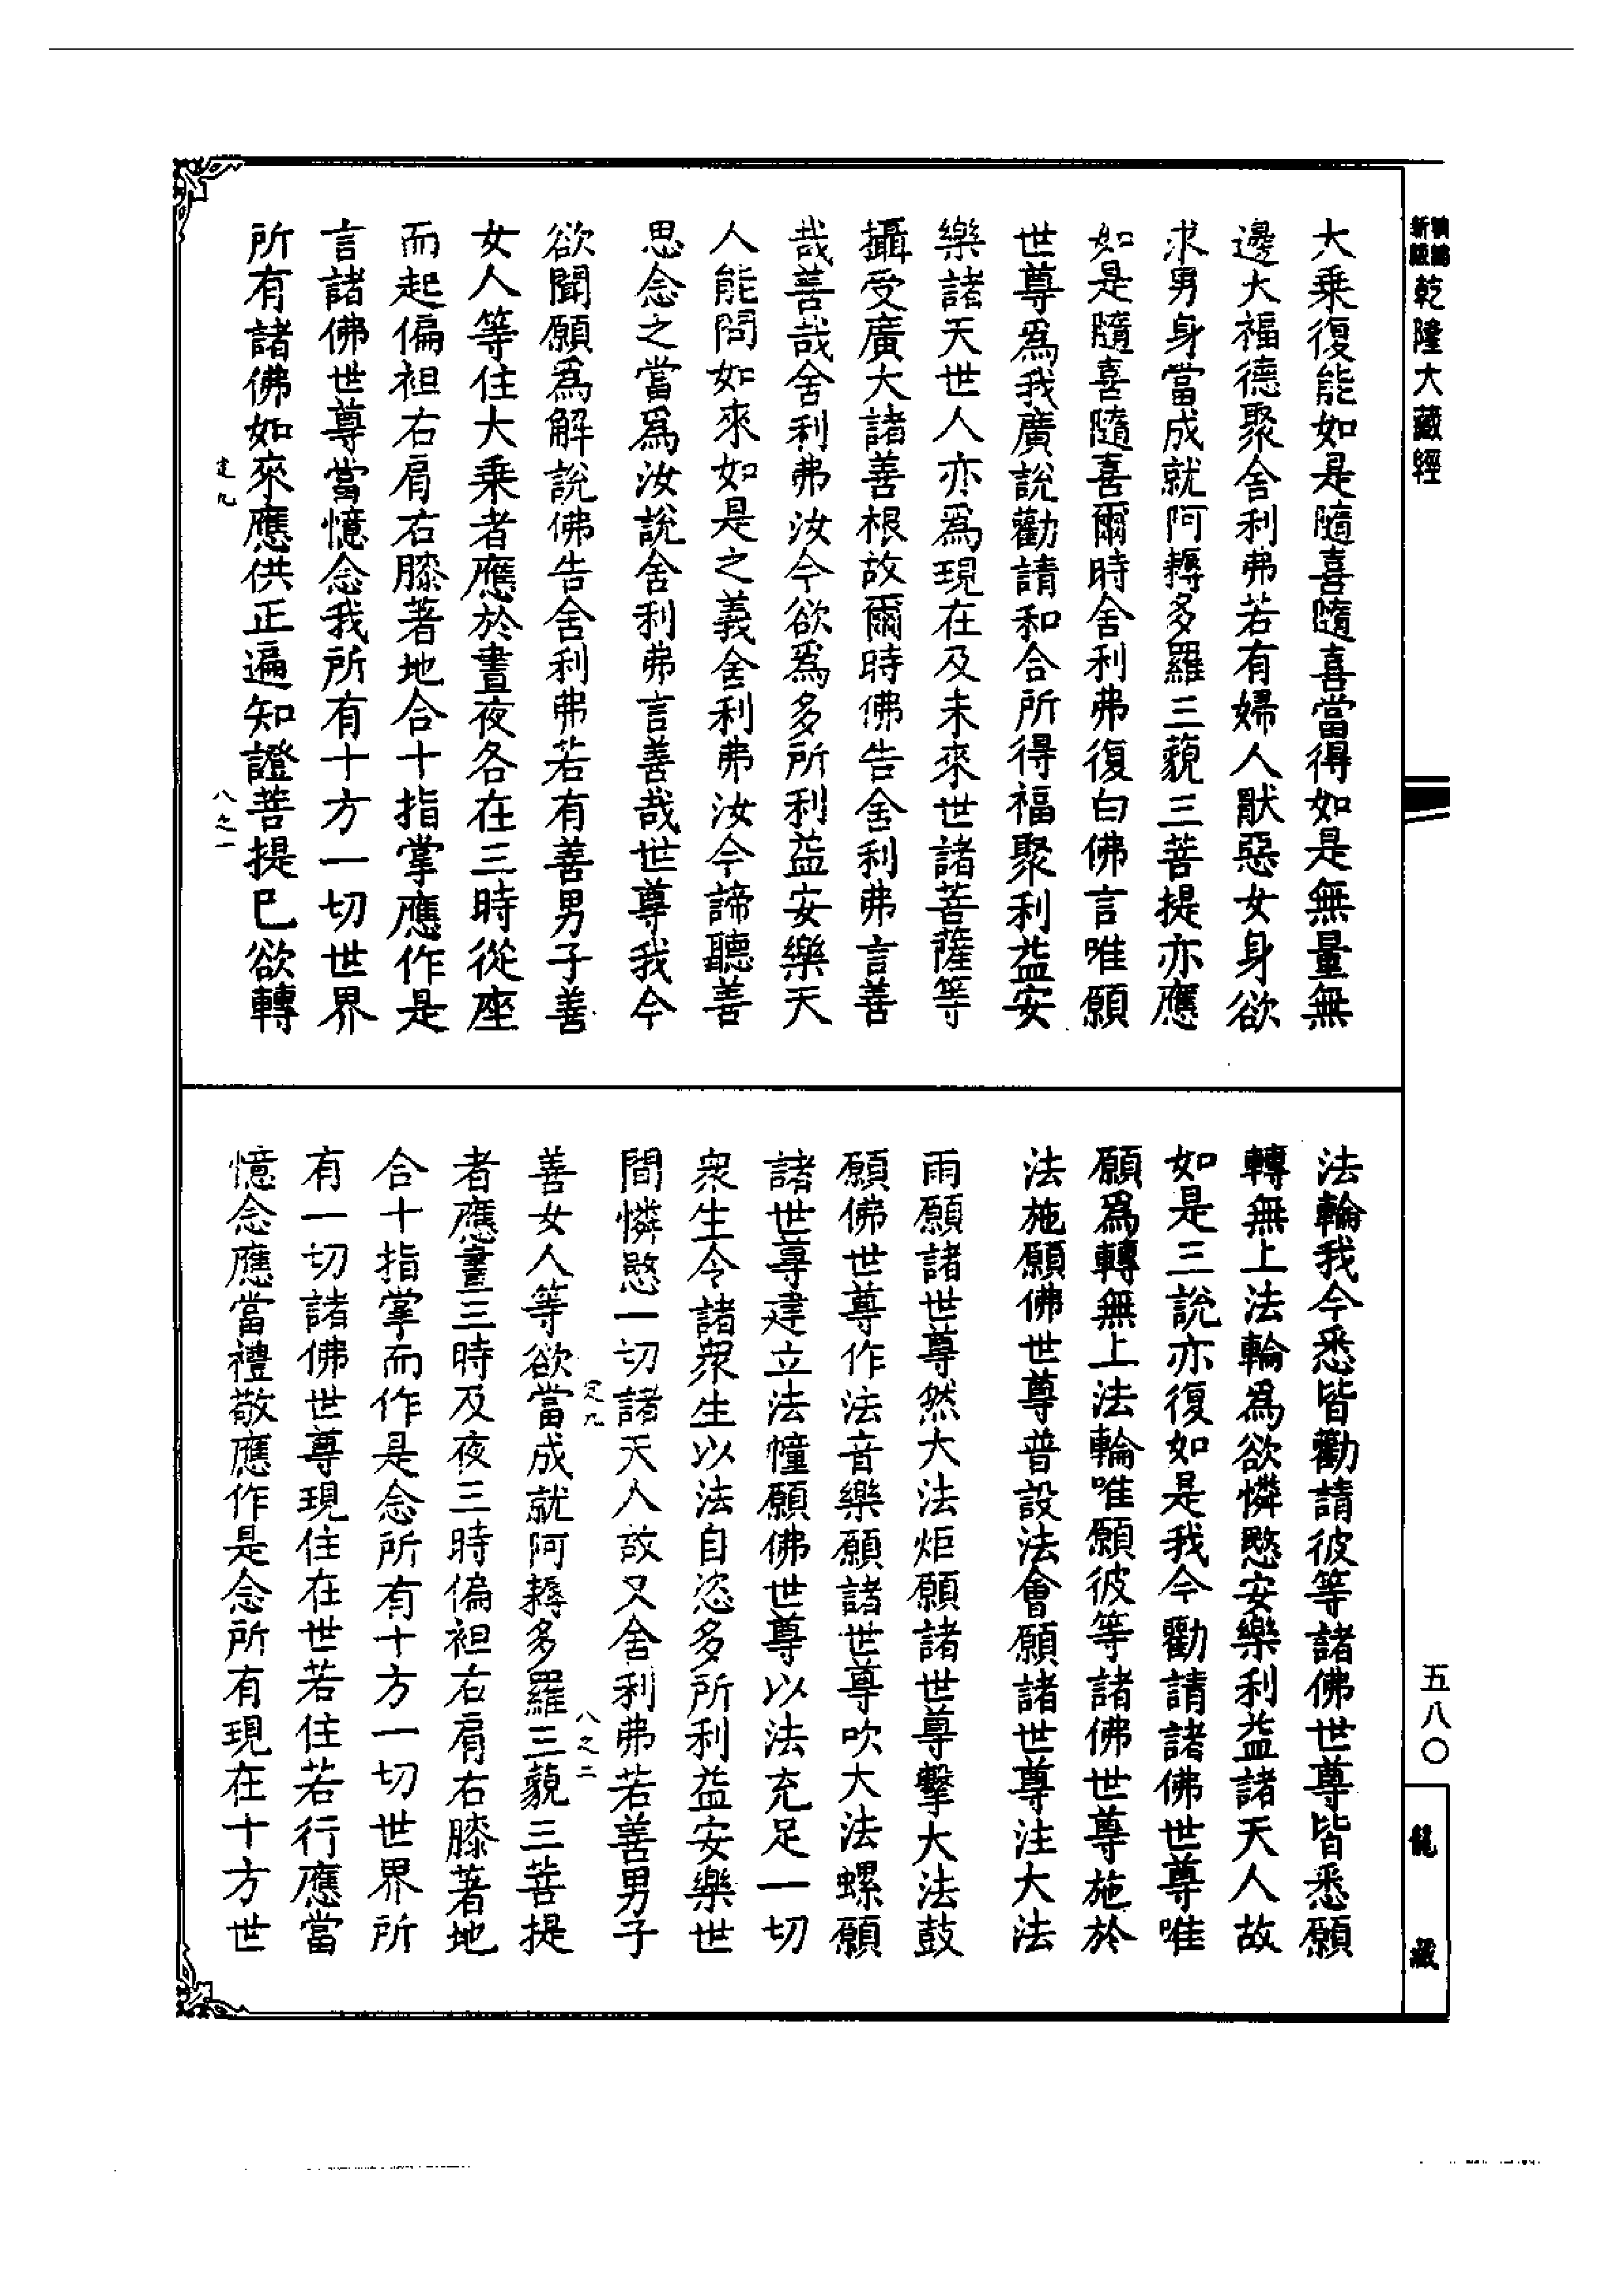 乾隆大藏經
大乗復能如是隨喜隨喜當得如是無量無
邊大福德聚舍利弗若有婦人猒惡女身欲
求男身當成就阿耨多羅三藐三菩提亦應
如是隨喜隨喜爾時舍利弗復白佛言唯願
世尊爲我廣説勸請和合所得福聚利益安
樂諸天世人亦爲現在及未來世諸菩薩等
攝受廣大諸善根故爾時佛告舍利弗言善
哉善哉舍利弗汝今欲爲多所利益安樂天
人能問如來如是之義舍利弗汝今諦聽善
思念之當爲汝説舍利弗言善哉世尊我今
欲聞願爲解説佛告舍利弗若有善男子善
女人等住大乗者應於晝夜各在三時從座
而起偏袒右肩右膝著地合十指掌應作是
言諸佛世尊當憶念我所有十方一切世界
所有諸佛如來應供正遍知證菩提已欲轉
八之一
法輪我今悉皆勸請彼等諸佛世尊皆悉願
轉無上法輪爲欲憐愍安樂利益諸天人故
如是三説亦復如是我今勸請諸佛世尊唯
願爲轉無上法輪唯願彼等諸佛世尊施於
法施願佛世尊普設法會願諸世尊注大法
雨願諸世尊然大法炬願諸世尊擊大法鼓
願佛世尊作法音樂願諸世尊吹大法螺願
諸世尊建立法幢願佛世尊以法充足一切
衆生令諸衆生以法自恣多所利益安樂世
間憐愍一切諸天人故又舍利弗若善男子
八之二
善女人等欲當成就阿耨多羅三藐三菩提
者應晝三時及夜三時偏袒右肩右膝著地
合十指掌而作是念所有十方一切世界所
有一切諸佛世尊現住在世若住若行應當
憶念應當禮敬應作是念所有現在十方世
五八〇
龍藏